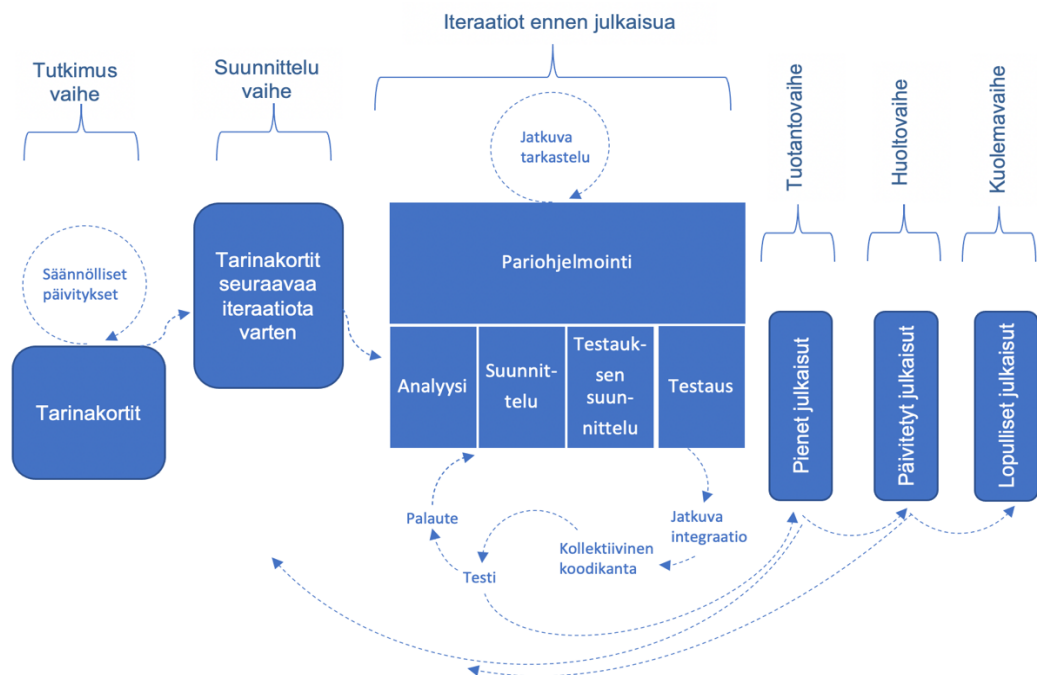 Iteraatiot ennen julkaisua
Tutkimus
vaihe
Suunnittelu
vaihe
Tuotantovaihe
Huoltovaihe
Kuolemavaihe
Jatkuva
tarkastelu
Säännölliset
päivitykset
Tarinakortit
Tarinakortit
seuraavaa
iteraatiota
varten
Pariohjelmointi
Analyysi
Suunnit-
telu
Testauk-
sen
suun-
nittelu
Testaus
Pienet julkaisut
Päivitetyt julkaisut
Lopulliset julkaisut
Palaute
Testi
Kollektiivinen
koodikanta
Jatkuva
integraatio